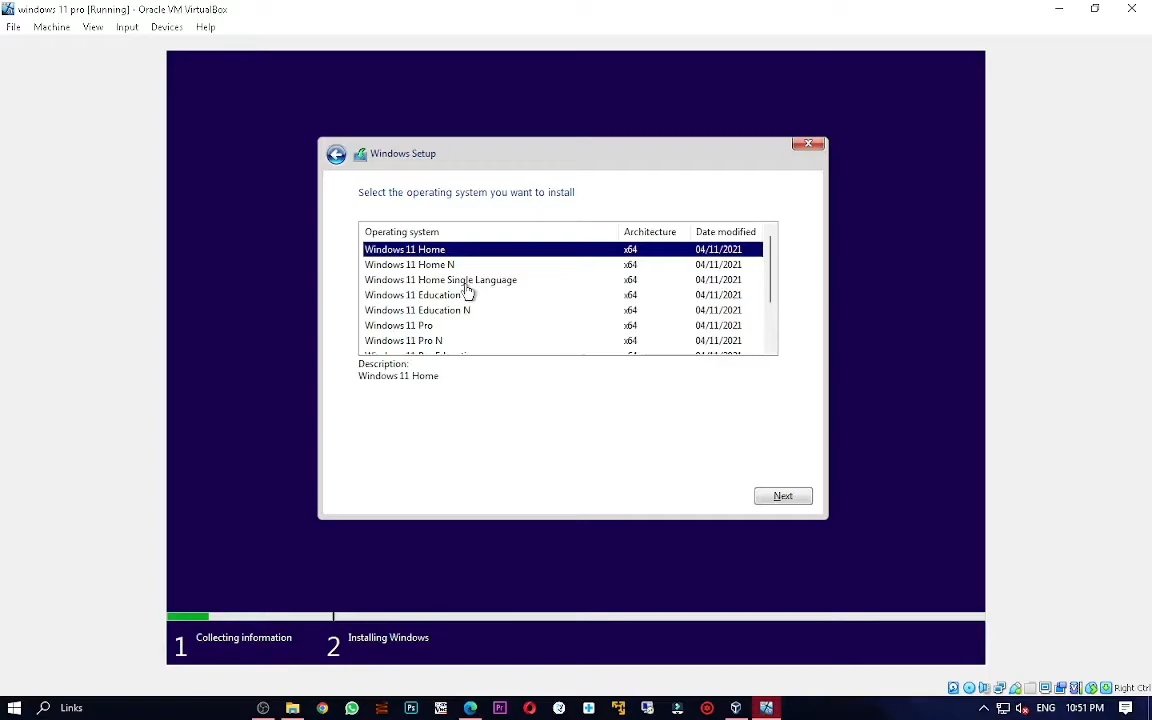 windows 11 pro [Running] - Oracle VM VirtualBox
File Machine View Input Devices Help
Windows Setup
Select the operating system you want to install
Operating system Architecture Date modified
Windows 11 Home x64 04/11/2021
Windows 11 Home N x64 04/11/2021
Windows 11 Home Single Language x64 04/11/2021
Windows 11 Education x64 04/11/2021
Windows 11 Education N x64 04/11/2021
Windows 11 Pro x64 04/11/2021
Windows 11 Pro N x64 04/11/2021
Description:
Windows 11 Home
Next
1 Collecting information 2 Installing Windows
Right Ctrl
Links ENG 10:51 PM